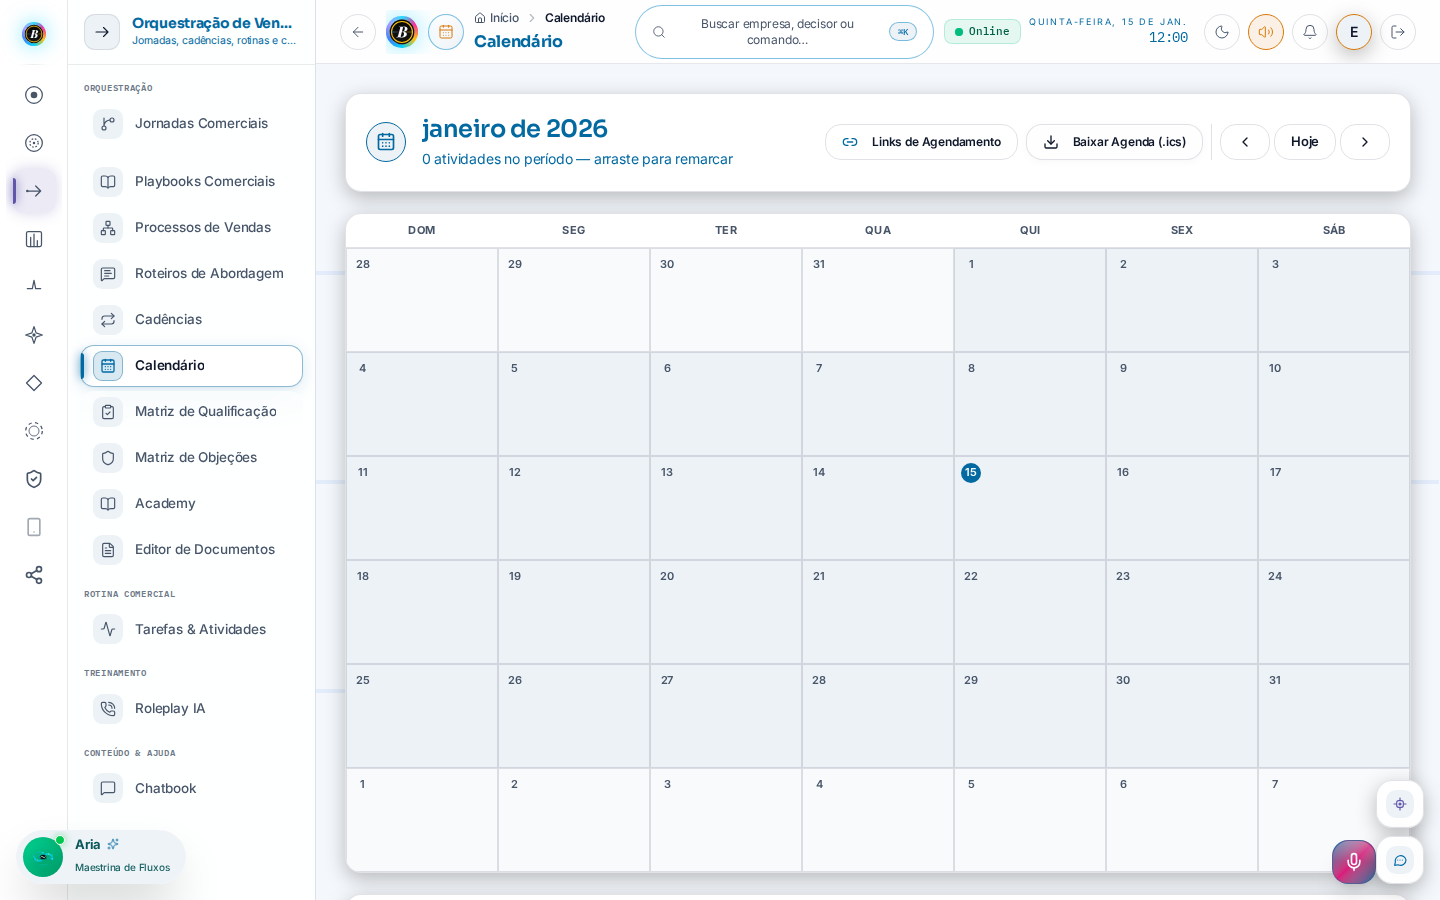 Orquestração de Ven...
Jornadas, cadências, rotinas e c...
ORQUESTRAÇÃO
Jornadas Comerciais
Playbooks Comerciais
Processos de Vendas
Roteiros de Abordagem
Cadências
Calendário
Matriz de Qualificação
Matriz de Objeções
Academy
Editor de Documentos
ROTINA COMERCIAL
Tarefas & Atividades
TREINAMENTO
Roleplay IA
CONTEÚDO & AJUDA
Chatbook
Aria
Maestrina de Fluxos
B
B
Início
Calendário
Calendário
Buscar empresa, decisor ou
comando...
⌘K
Online
QUINTA-FEIRA, 15 DE JAN.
12:00
E
janeiro de 2026
0 atividades no período — arraste para remarcar
Links de Agendamento
Baixar Agenda (.ics)
Hoje
DOM SEG TER QUA QUI SEX SÁB
28 29 30 31 1 2 3
4 5 6 7 8 9 10
11 12 13 14 15 16 17
18 19 20 21 22 23 24
25 26 27 28 29 30 31
1 2 3 4 5 6 7